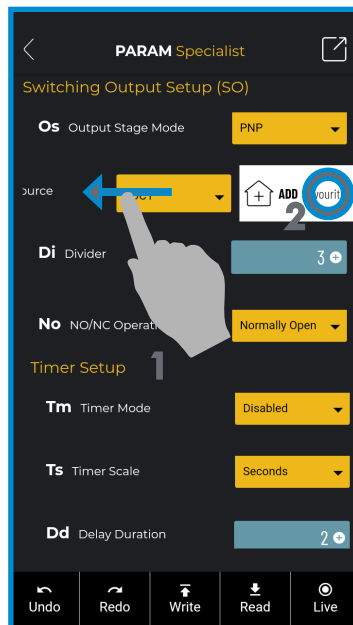 PARAM Specialist
Switching Output Setup (SO)
Os Output Stage Mode PNP
ource ADD
2
Di Divider 3
No NO/NC Operat Normally Open
1
Timer Setup
Tm Timer Mode Disabled
Ts Timer Scale Seconds
Dd Delay Duration 2
Undo Redo Write Read Live